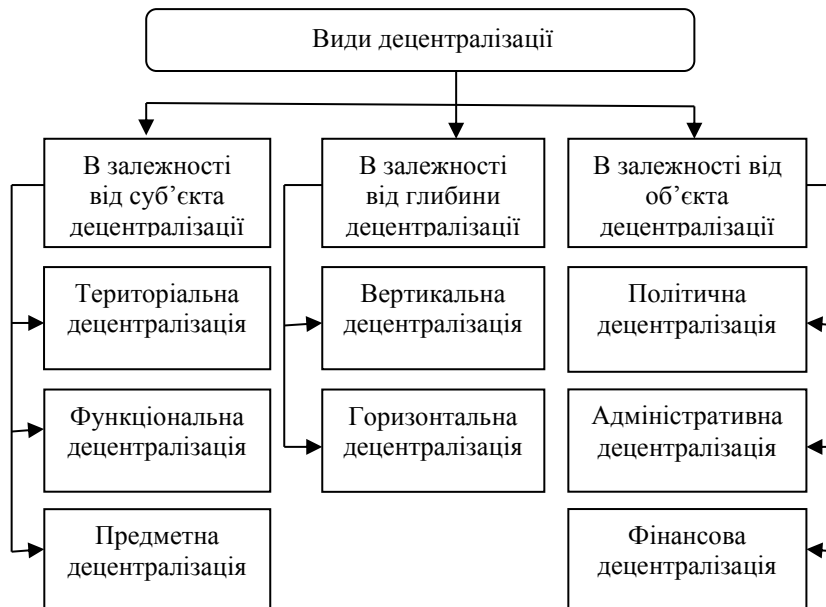 Види децентралізації
В залежності
від суб’єкта
децентралізації
В залежності
від глибини
децентралізації
В залежності від
об’єкта
децентралізації
Територіальна
децентралізація
Вертикальна
децентралізація
Політична
децентралізація
Функціональна
децентралізація
Горизонтальна
децентралізація
Адміністративна
децентралізація
Предметна
децентралізація
Фінансова
децентралізація